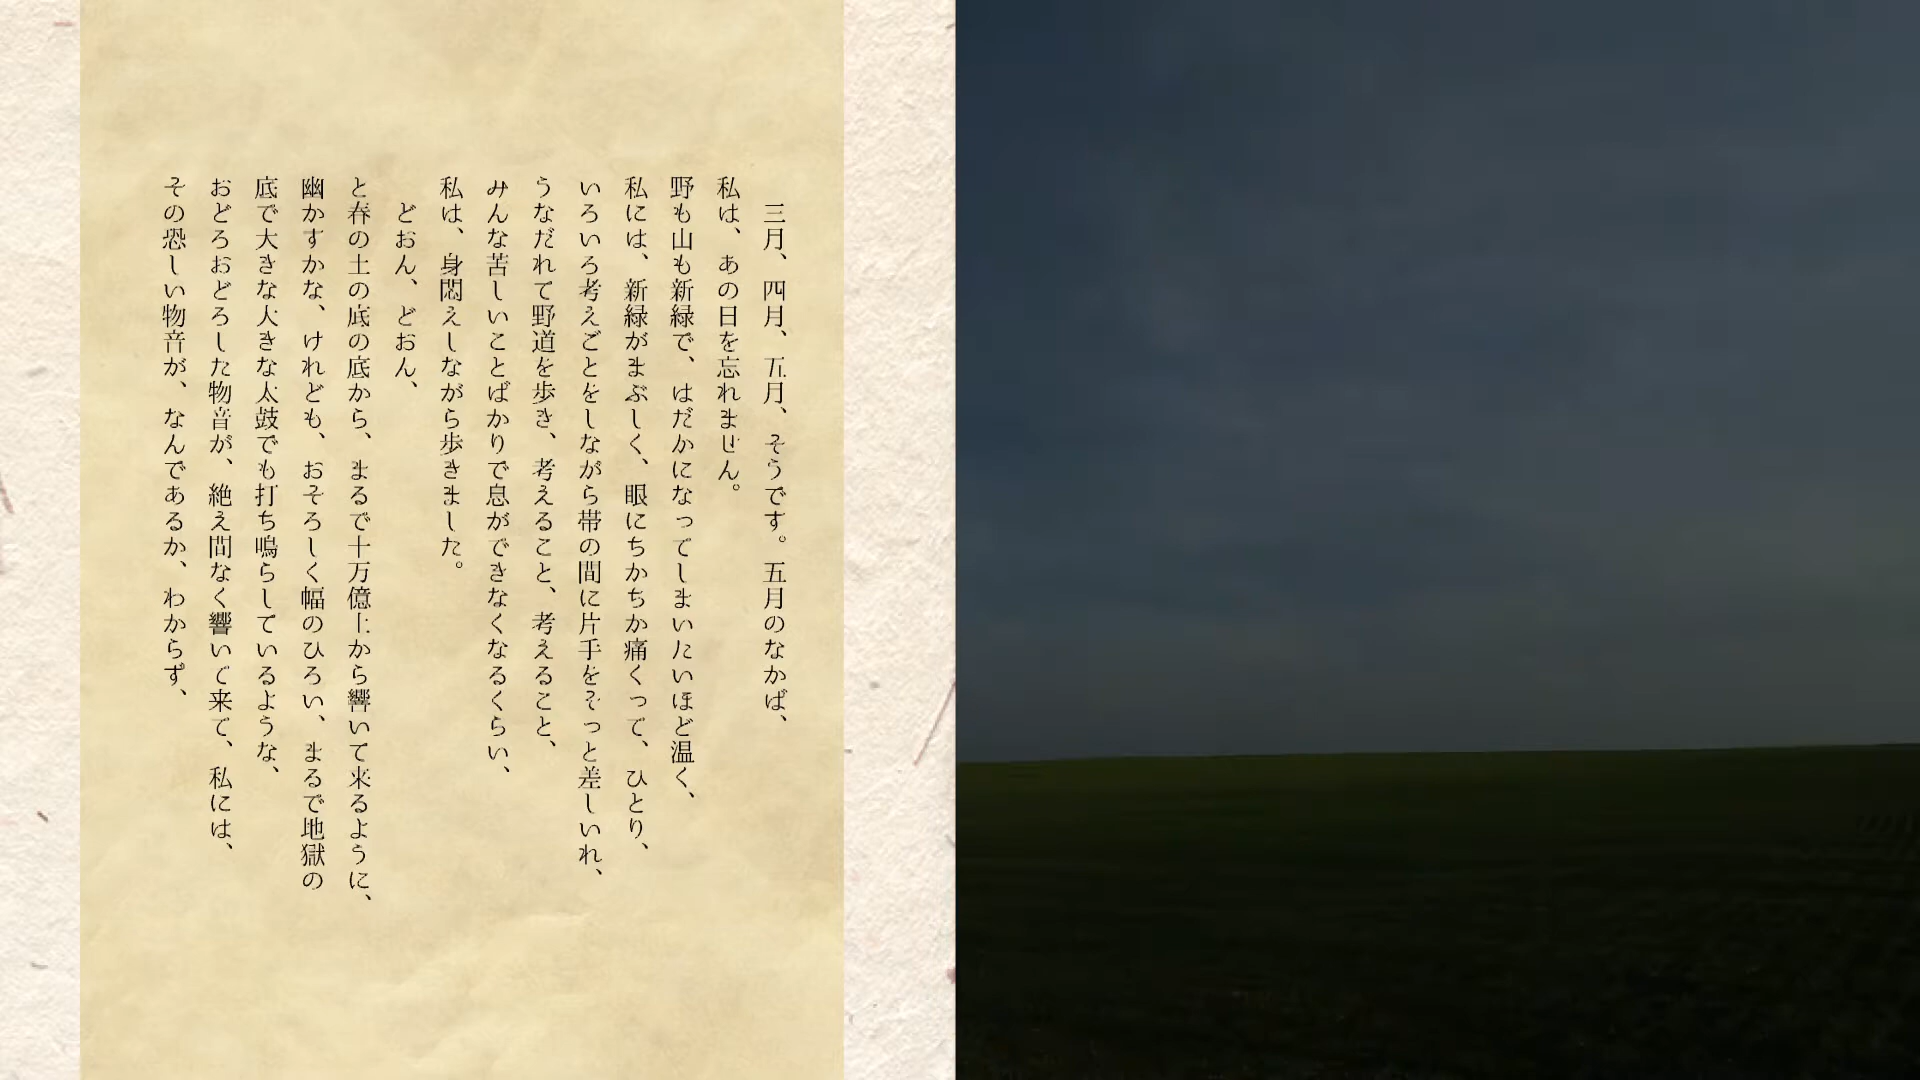 三月、四月、五月、そうです。五月のなかば、
私は、あの日を忘れません。
野も山も新緑で、はだかになってしまいたいほど温く、
私には、新緑がまぶしく、眼にちかちか痛くって、ひとり、
いろいろ考えごとをしながら帯の間に片手をそっと差しいれ、
うなだれて野道を歩き、考えること、考えること、
みんな苦しいことばかりで息ができなくなるくらい、
私は、身悶えしながら歩きました。
どおん、どおん、
と春の土の底の底から、まるで十万億土から響いて来るように、
幽かすかな、けれども、おそろしく幅のひろい、まるで地獄の
底で大きな大きな太鼓でも打ち鳴らしているような、
おどろおどろした物音が、絶え間なく響いて来て、私には、
その恐しい物音が、なんであるか、わからず、